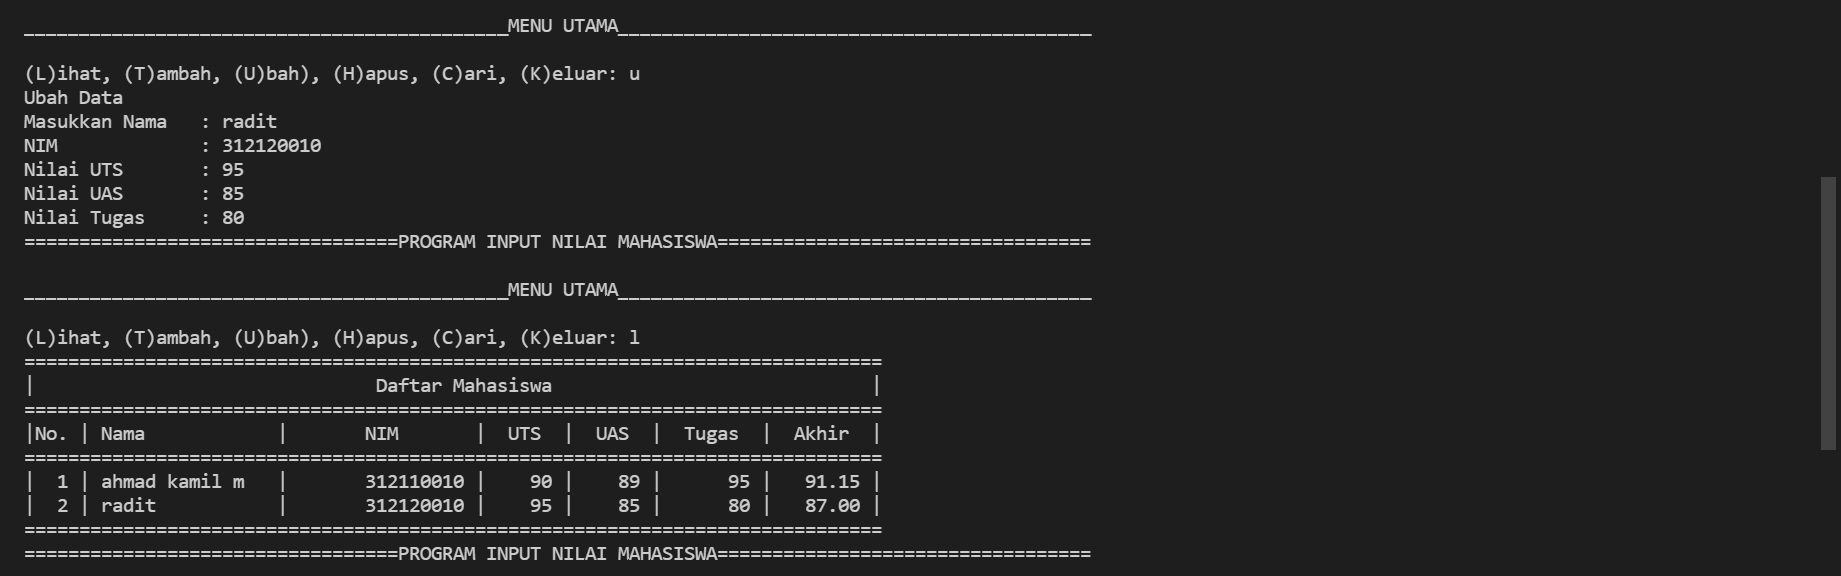 ____________________________________________MENU UTAMA___________________________________________
(L)ihat, (T)ambah, (U)bah), (H)apus, (C)ari, (K)eluar: u
Ubah Data
Masukkan Nama   : radit
NIM             : 312120010
Nilai UTS       : 95
Nilai UAS       : 85
Nilai Tugas     : 80
==================================PROGRAM INPUT NILAI MAHASISWA==================================
____________________________________________MENU UTAMA___________________________________________
(L)ihat, (T)ambah, (U)bah), (H)apus, (C)ari, (K)eluar: l
==============================================================================
|                               Daftar Mahasiswa                             |
==============================================================================
|No. | Nama            |       NIM       |  UTS  |  UAS  |  Tugas  |  Akhir  |
==============================================================================
|  1 | ahmad kamil m   |       312110010 |    90 |    89 |      95 |   91.15 |
|  2 | radit           |       312120010 |    95 |    85 |      80 |   87.00 |
==============================================================================
==================================PROGRAM INPUT NILAI MAHASISWA==================================